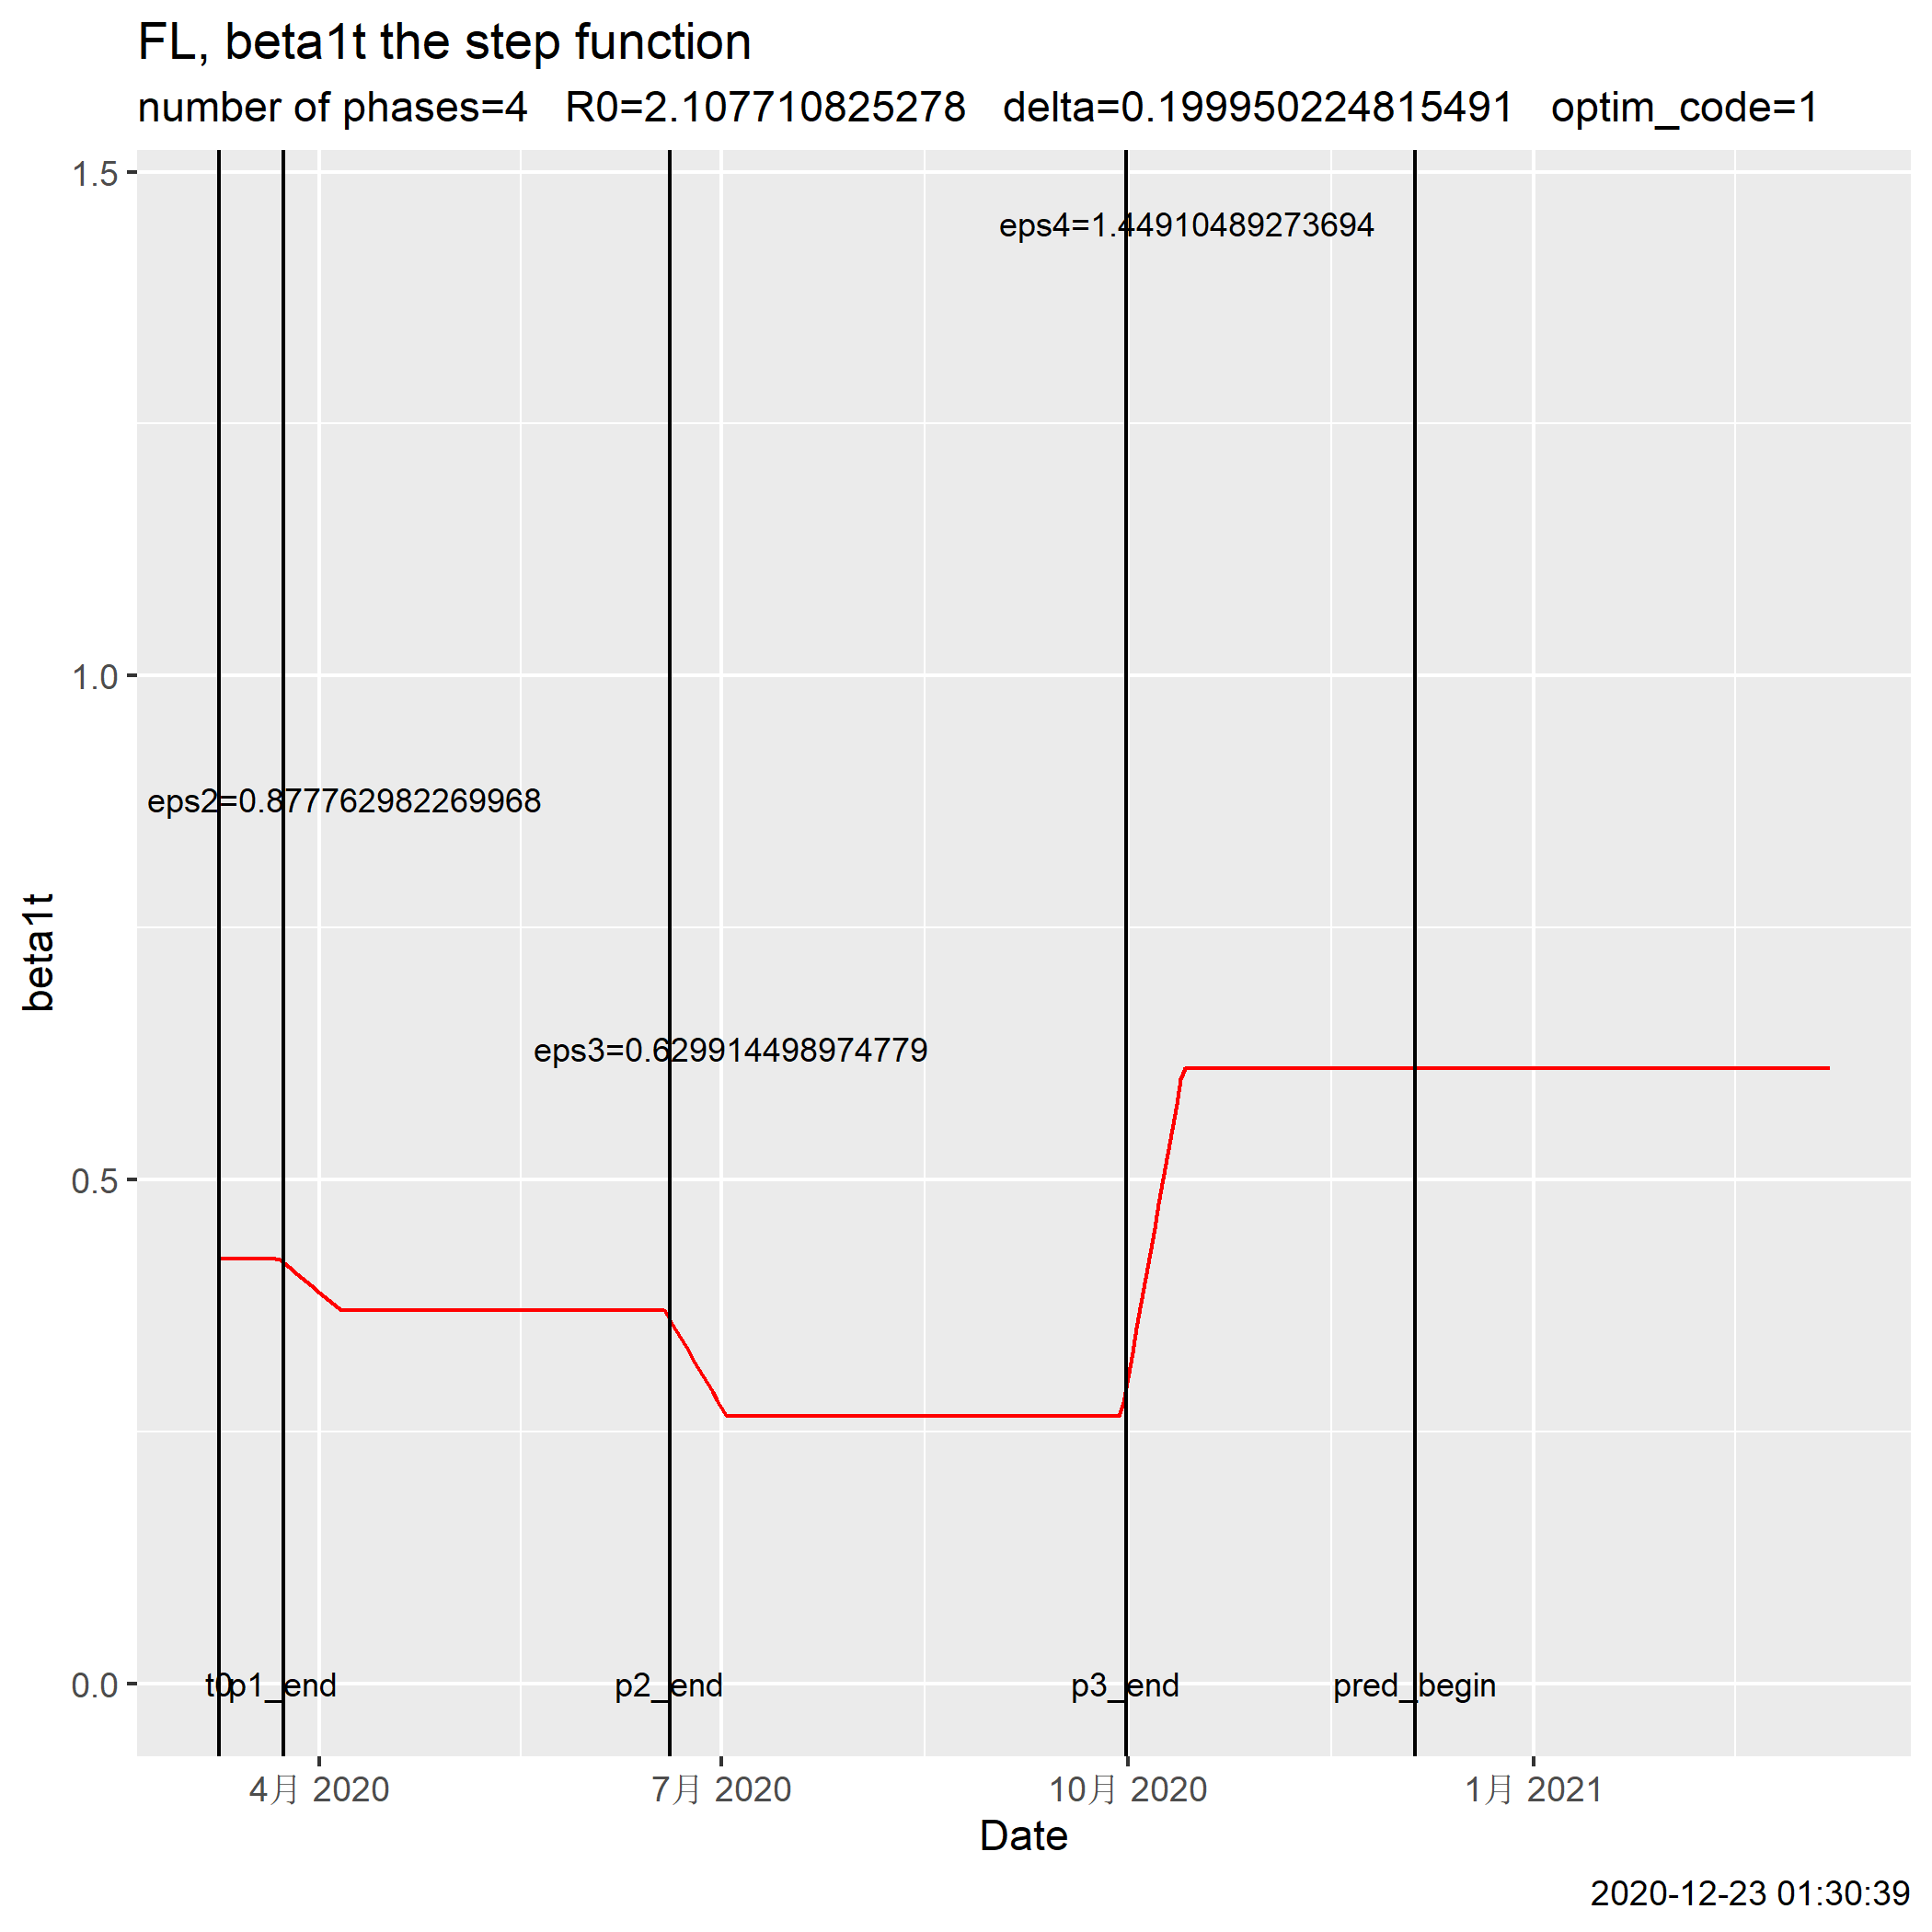 FL, beta1t the step function
number of phases=4   R0=2.107710825278   delta=0.199950224815491   optim_code=1
1.5
eps4=1.44910489273694
1.0
eps2=0.877762982269968
beta1t
eps3=0.629914498974779
0.5
0.0
t0
p1_end
p2_end
p3_end
pred_begin
4月 2020
7月 2020
10月 2020
1月 2021
Date
2020-12-23 01:30:39